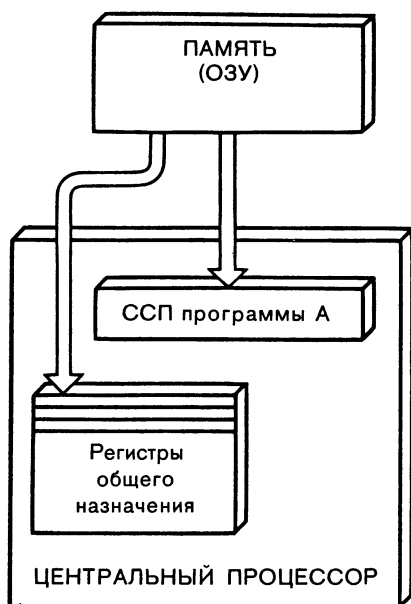 ПАМЯТЬ
(ОЗУ)
ССП программы А
Регистры
общего
назначения
ЦЕНТРАЛЬНЫЙ ПРОЦЕССОР